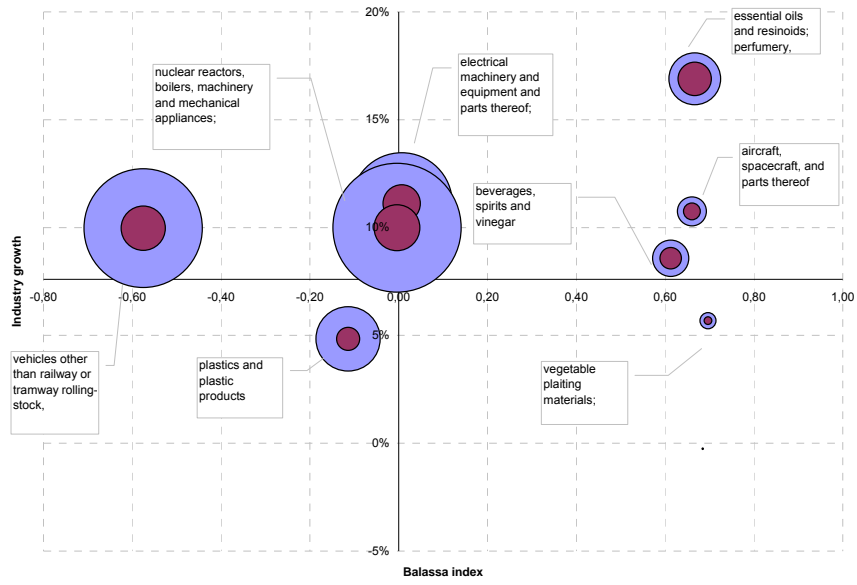 20%
essential oils
and resinoids;
perfumery,
nuclear reactors,
boilers, machinery
and mechanical
appliances;
electrical
machinery and
equipment and
parts thereof;
15%
aircraft,
spacecraft, and
parts thereof
beverages,
spirits and
vinegar
10%
Industry growth
-0,80
-0,60
-0,40
-0,20
0,00
0,20
0,40
0,60
0,80
1,00
5%
vehicles other
than railway or
tramway rolling-
stock,
plastics and
plastic
products
vegetable
plaiting
materials;
0%
-5%
Balassa index